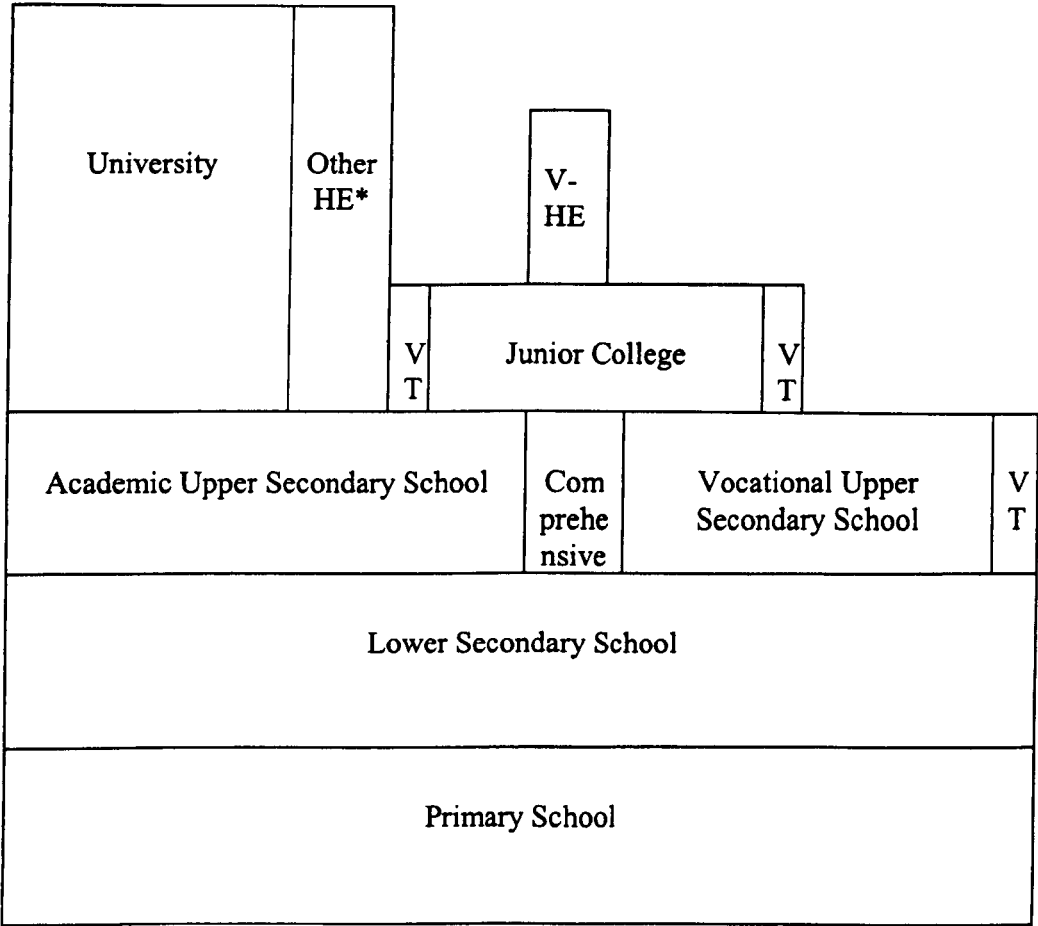 University
Other
HE*
V-
HE
V
T
Junior College
V
T
Academic Upper Secondary School
Com
prehe
nsive
Vocational Upper
Secondary School
V
T
Lower Secondary School
Primary School